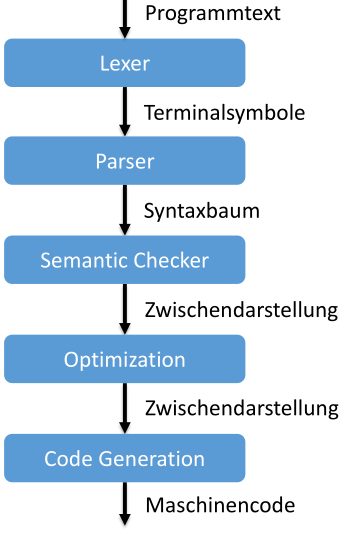 Programmtext
Lexer
Terminalsymbole
Parser
Syntaxbaum
Semantic Checker
Zwischendarstellung
Optimization
Zwischendarstellung
Code Generation
Maschinencode